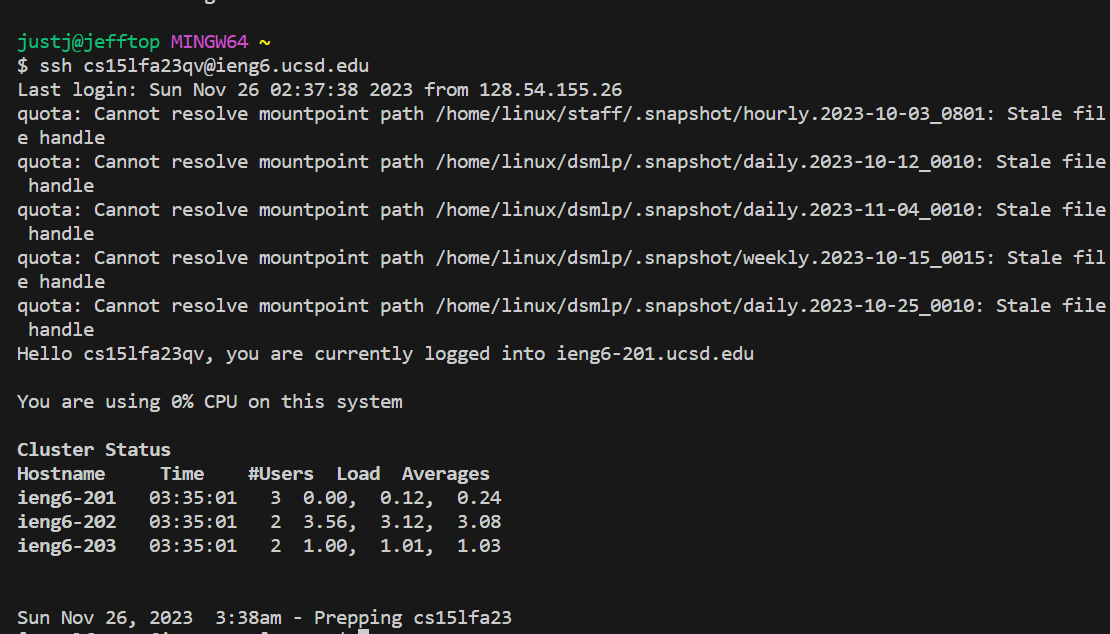 justj@jefftop MINGW64 ~
$ ssh cs15lfa23qv@ieng6.ucsd.edu
Last login: Sun Nov 26 02:37:38 2023 from 128.54.155.26
quota: Cannot resolve mountpoint path /home/linux/staff/.snapshot/hourly.2023-10-03_0801: Stale fil
e handle
quota: Cannot resolve mountpoint path /home/linux/dsmlp/.snapshot/daily.2023-10-12_0010: Stale file
 handle
quota: Cannot resolve mountpoint path /home/linux/dsmlp/.snapshot/daily.2023-11-04_0010: Stale file
 handle
quota: Cannot resolve mountpoint path /home/linux/dsmlp/.snapshot/weekly.2023-10-15_0015: Stale fil
e handle
quota: Cannot resolve mountpoint path /home/linux/dsmlp/.snapshot/daily.2023-10-25_0010: Stale file
 handle
Hello cs15lfa23qv, you are currently logged into ieng6-201.ucsd.edu
You are using 0% CPU on this system
Cluster Status
Hostname     Time    #Users  Load  Averages
ieng6-201   03:35:01   3  0.00,  0.12,  0.24
ieng6-202   03:35:01   2  3.56,  3.12,  3.08
ieng6-203   03:35:01   2  1.00,  1.01,  1.03
Sun Nov 26, 2023  3:38am - Prepping cs15lfa23